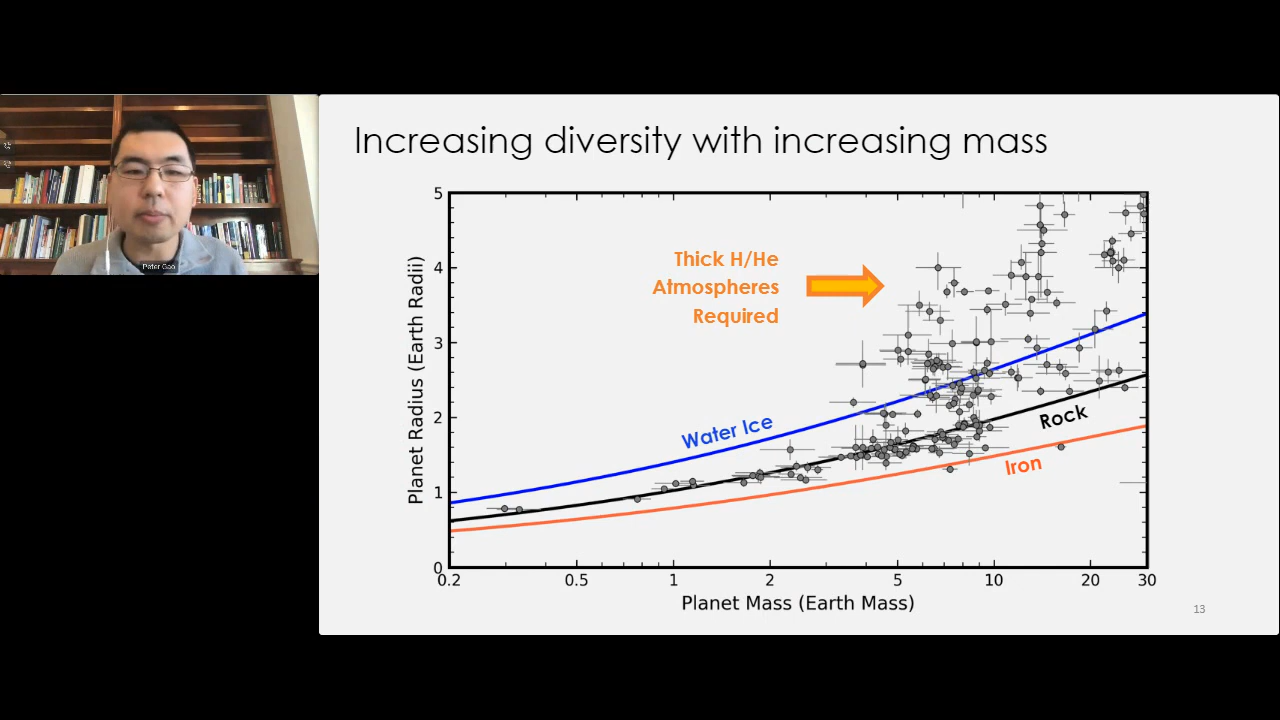 Peter Gao
Increasing diversity with increasing mass
Planet Radius (Earth Radii)
5
4
3
2
1
0
Thick H/He
Atmospheres
Required
Water Ice
Rock
Iron
0.2
0.5
1
2
5
10
20
30
Planet Mass (Earth Mass)
13